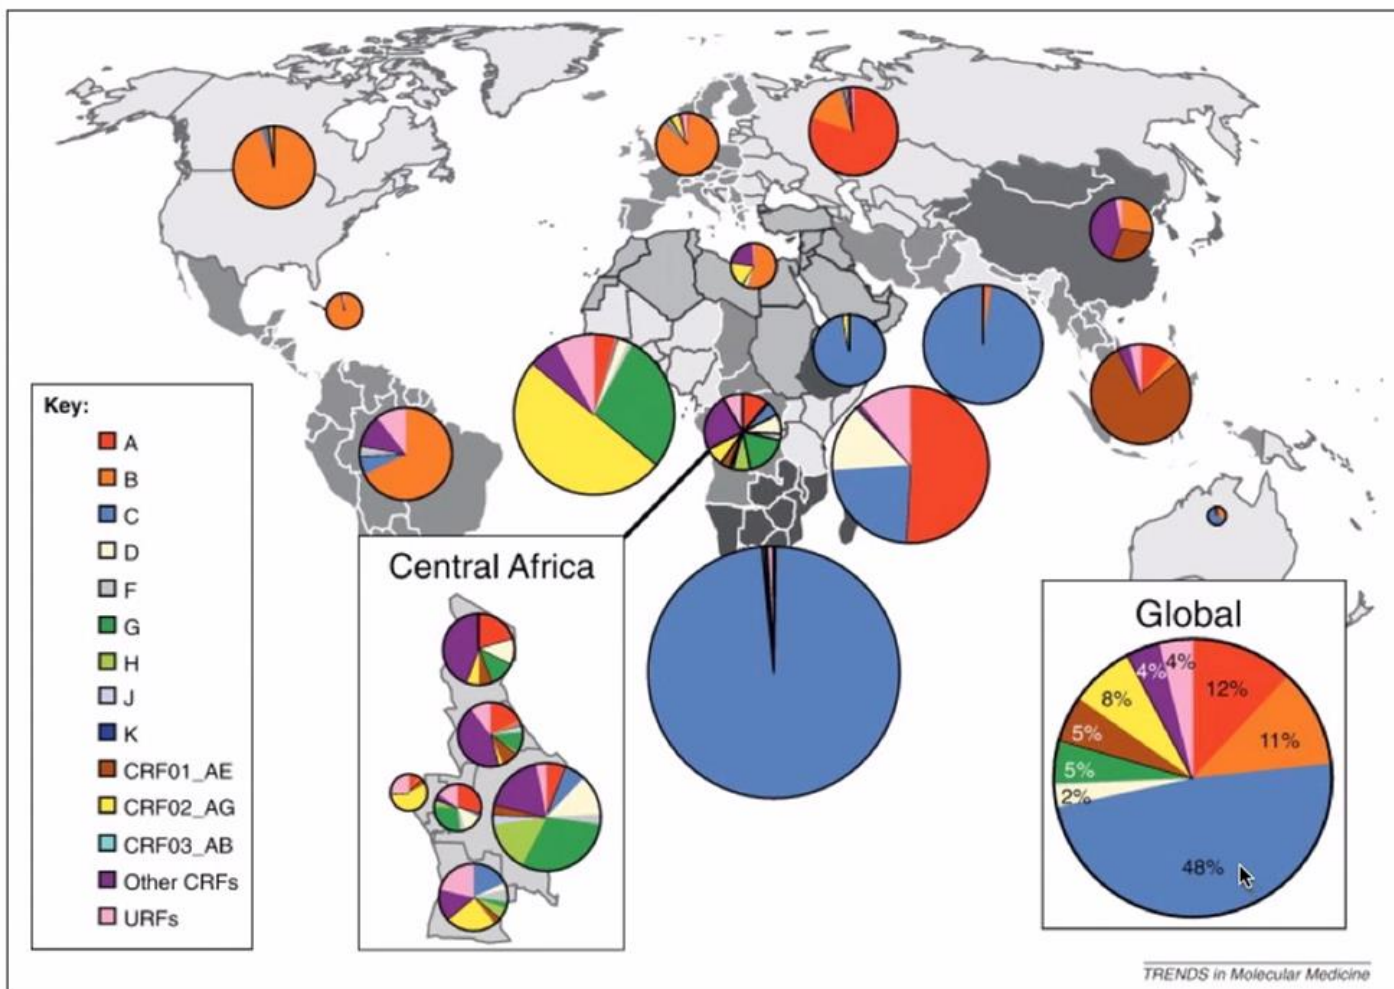 Key:
A
B
C
D
F
G
H
J
K
CRF01_AE
CRF02_AG
CRF03_AB
Other CRFs
URFs
Central Africa
Global
4%
4%
12%
8%
11%
5%
5%
2%
48%
TRENDS in Molecular Medicine